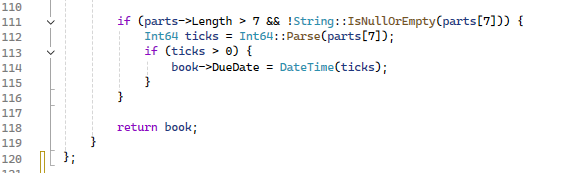 110
111 if (parts->Length > 7 && !String::IsNullOrEmpty(parts[7])) {
112 Int64 ticks = Int64::Parse(parts[7]);
113 if (ticks > 0) {
114 book->DueDate = DateTime(ticks);
115 }
116 }
117
118 return book;
119 }
120 };
121